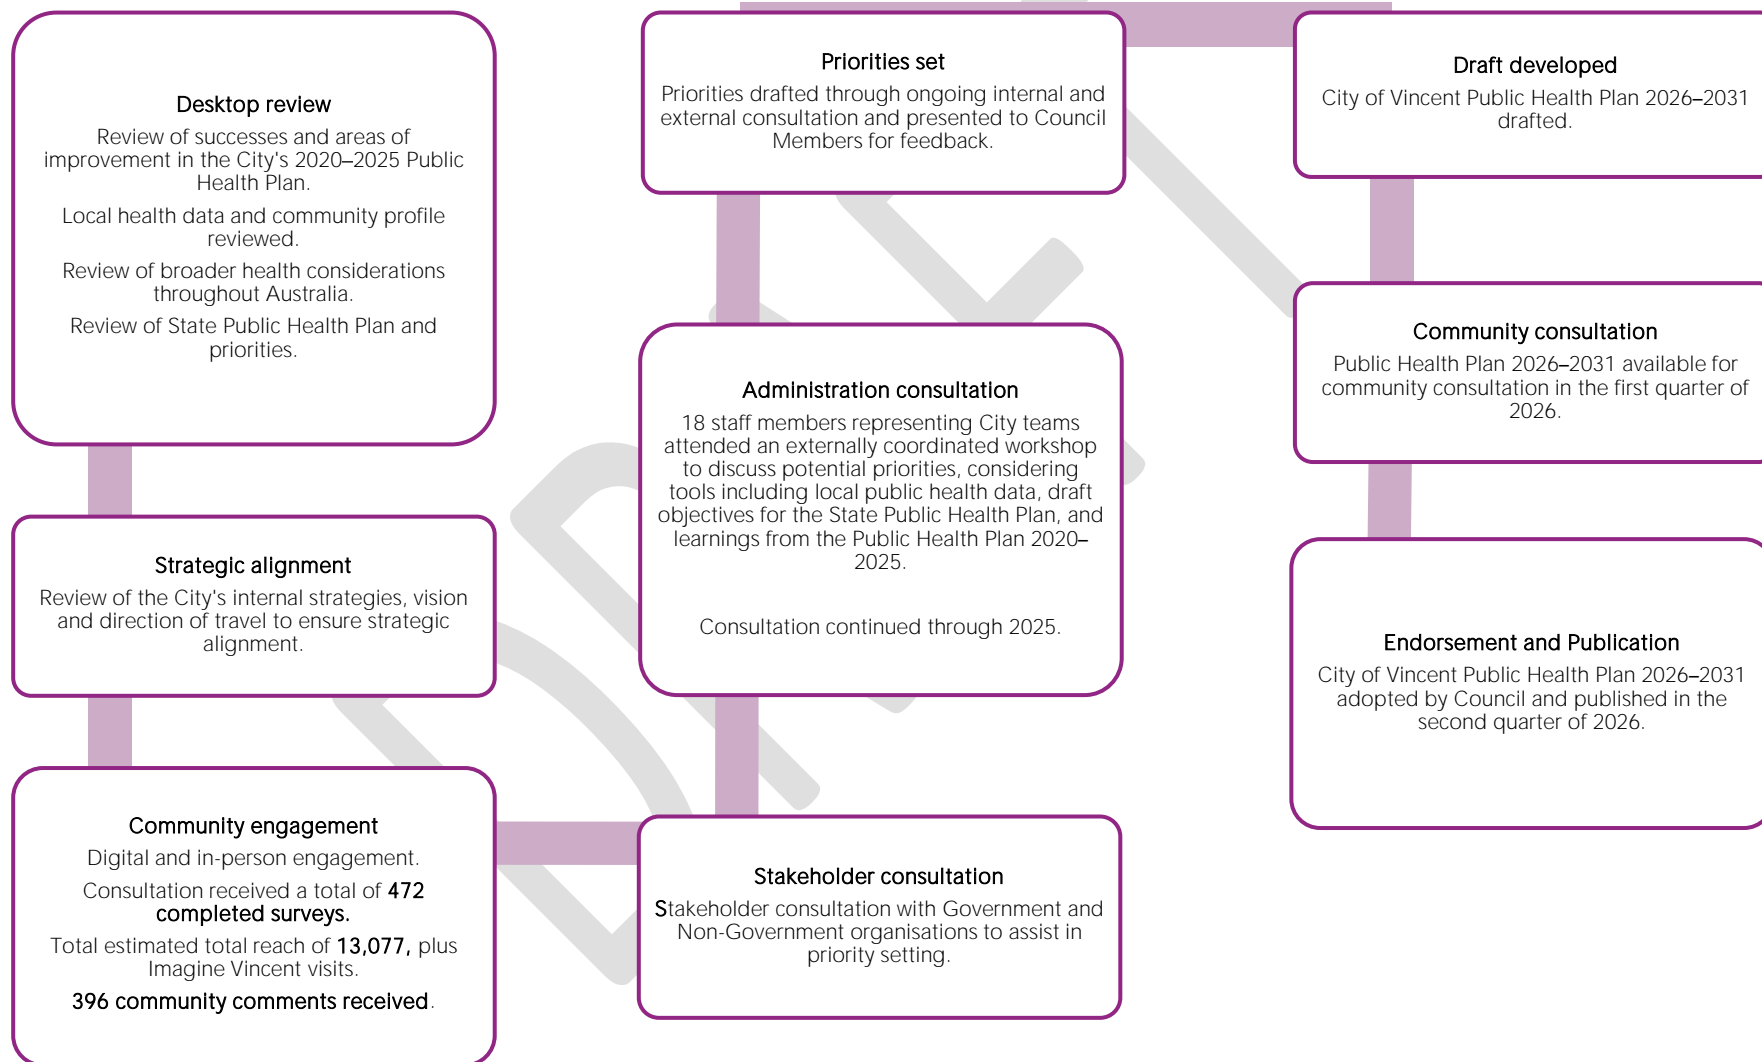 Desktop review
Review of successes and areas of
improvement in the City's 2020–2025 Public
Health Plan.
Local health data and community profile
reviewed.
Review of broader health considerations
throughout Australia.
Review of State Public Health Plan and
priorities.
Strategic alignment
Review of the City's internal strategies, vision
and direction of travel to ensure strategic
alignment.
Community engagement
Digital and in-person engagement.
Consultation received a total of 472
completed surveys.
Total estimated total reach of 13,077, plus
Imagine Vincent visits.
396 community comments received.
Stakeholder consultation
Stakeholder consultation with Government and
Non-Government organisations to assist in
priority setting.
Administration consultation
18 staff members representing City teams
attended an externally coordinated workshop
to discuss potential priorities, considering
tools including local public health data, draft
objectives for the State Public Health Plan, and
learnings from the Public Health Plan 2020–
2025.
Consultation continued through 2025.
Priorities set
Priorities drafted through ongoing internal and
external consultation and presented to Council
Members for feedback.
Draft developed
City of Vincent Public Health Plan 2026–2031
drafted.
Community consultation
Public Health Plan 2026–2031 available for
community consultation in the first quarter of
2026.
Endorsement and Publication
City of Vincent Public Health Plan 2026–2031
adopted by Council and published in the
second quarter of 2026.
DRAFT